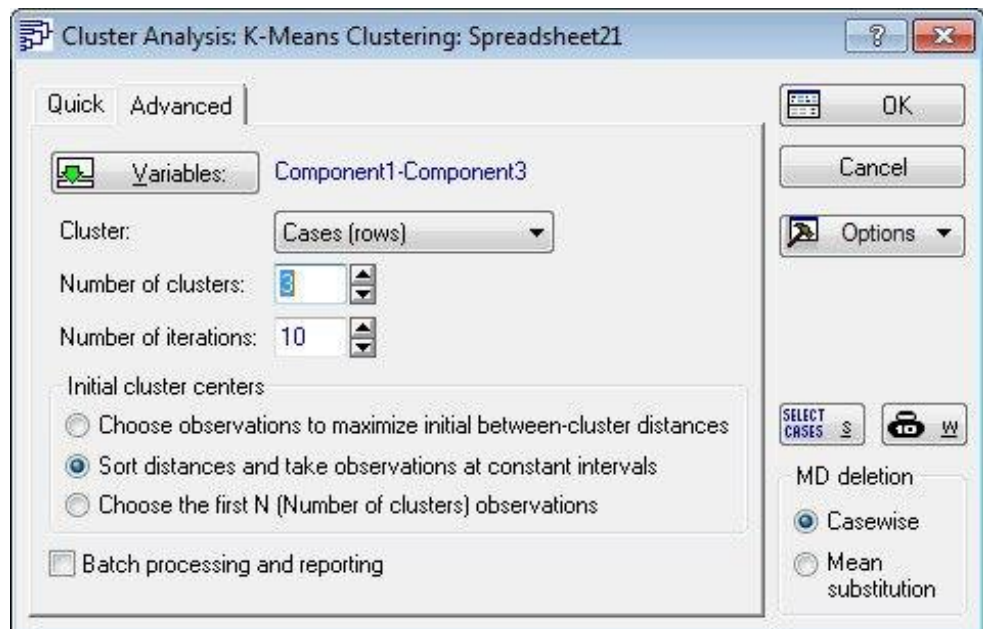 Cluster Analysis: K-Means Clustering: Spreadsheet21
Quick Advanced
OK
Variables: Component1-Component3
Cancel
Cluster: Cases (rows)
Options
Number of clusters: 3
Number of iterations: 10
Initial cluster centers
Choose observations to maximize initial between-cluster distances
Sort distances and take observations at constant intervals
Choose the first N (Number of clusters) observations
Batch processing and reporting
SELECT
CASES S
W
MD deletion
Casewise
Mean
substitution